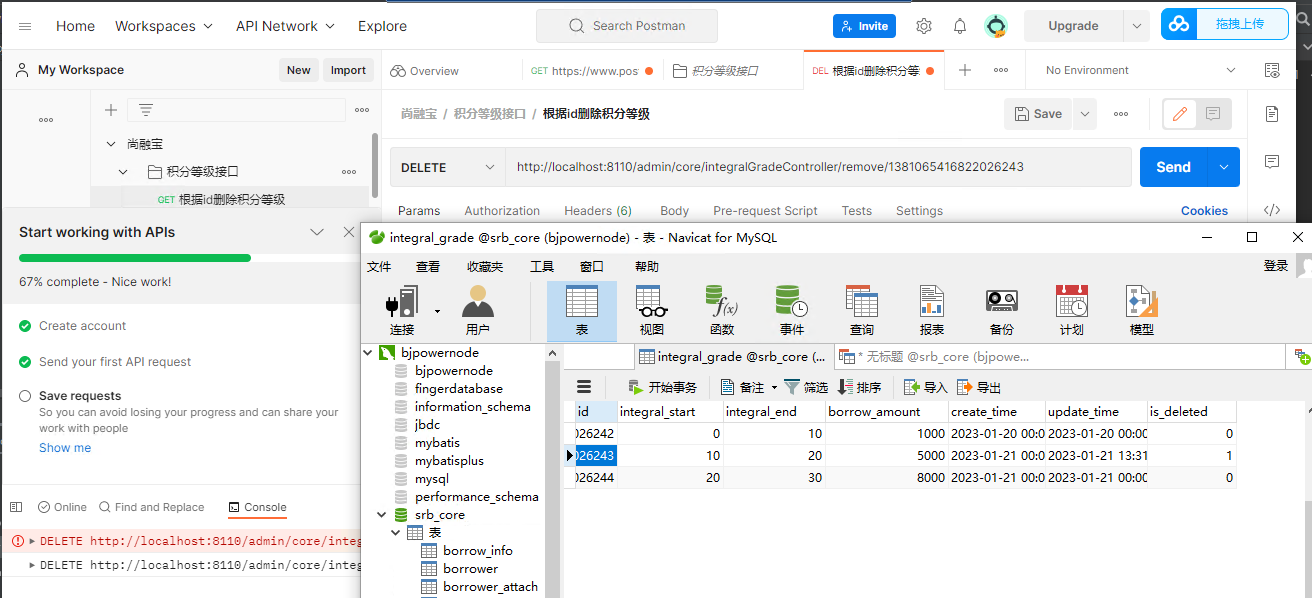 Home Workspaces API Network Explore Search Postman Invite Upgrade 拖拽上传
My Workspace New Import Overview GET https://www.pos 积分等级接口 DEL 根据id删除积分等 No Environment
尚融宝 / 积分等级接口 / 根据id删除积分等级 Save
尚融宝
积分等级接口
GET 根据id删除积分等级
DELETE http://localhost:8110/admin/core/integralGradeController/remove/1381065416822026243 Send
Params Authorization Headers (6) Body Pre-request Script Tests Settings Cookies
Start working with APIs
67% complete - Nice work!
Create account
Send your first API request
Save requests
So you can avoid losing your progress and can share your
work with people
Show me
Online Find and Replace Console
DELETE http://localhost:8110/admin/core/integ
DELETE http://localhost:8110/admin/core/integ
integral_grade @srb_core (bjpowernode) - 表 - Navicat for MySQL
文件 查看 收藏夹 工具 窗口 帮助 登录
连接 用户 表 视图 函数 事件 查询 报表 备份 计划 模型
f(x)
bjpowernode
bjpowernode
fingerdatabase
information_schema
jbdc
mybatis
mybatisplus
mysql
performance_schema
srb_core
表
borrow_info
borrower
borrower_attach
integral_grade @srb_core (... * 无标题 @srb_core (bjpowe...
开始事务 备注 筛选 排序 导入 导出
id integral_start integral_end borrow_amount create_time update_time is_deleted
026242 0 10 1000 2023-01-20 00:0 2023-01-20 00:00 0
026243 10 20 5000 2023-01-21 00:0 2023-01-21 13:31 1
026244 20 30 8000 2023-01-21 00:0 2023-01-21 00:00 0